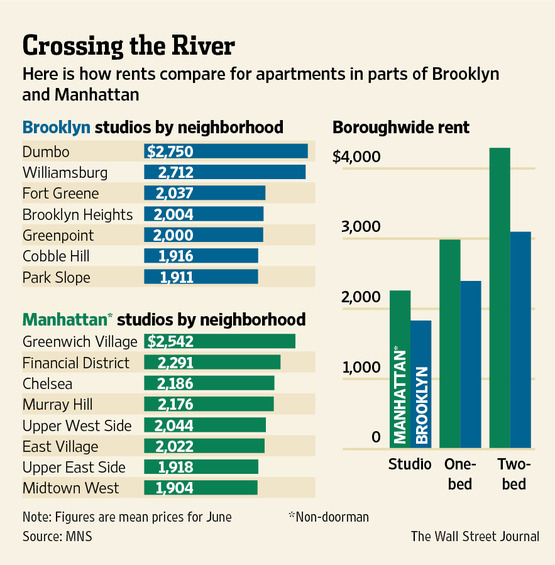 Crossing the River
Here is how rents compare for apartments in parts of Brooklyn
and Manhattan
Brooklyn studios by neighborhood
Dumbo $2,750
Williamsburg 2,712
Fort Greene 2,037
Brooklyn Heights 2,004
Greenpoint 2,000
Cobble Hill 1,916
Park Slope 1,911
Manhattan* studios by neighborhood
Greenwich Village $2,542
Financial District 2,291
Chelsea 2,186
Murray Hill 2,176
Upper West Side 2,044
East Village 2,022
Upper East Side 1,918
Midtown West 1,904
Boroughwide rent
$4,000
3,000
2,000
1,000
0
MANHATTAN*
BROOKLYN
Studio
One-
bed
Two-
bed
Note: Figures are mean prices for June
*Non-doorman
Source: MNS
The Wall Street Journal